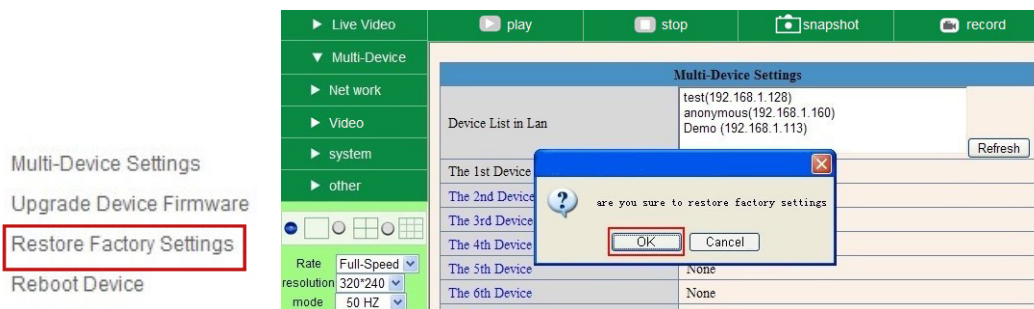 Multi-Device Settings
Upgrade Device Firmware
Restore Factory Settings
Reboot Device
Live Video
Multi-Device
Net work
Video
system
other
Rate Full-Speed
resolution 320*240
mode 50 HZ
play stop snapshot record
Multi-Device Settings
Device List in Lan
test(192.168.1.128)
anonymous(192.168.1.160)
Demo (192.168.1.113)
Refresh
The 1st Device
The 2nd Device
The 3rd Device
The 4th Device
The 5th Device None
The 6th Device None
are you sure to restore factory settings
OK Cancel